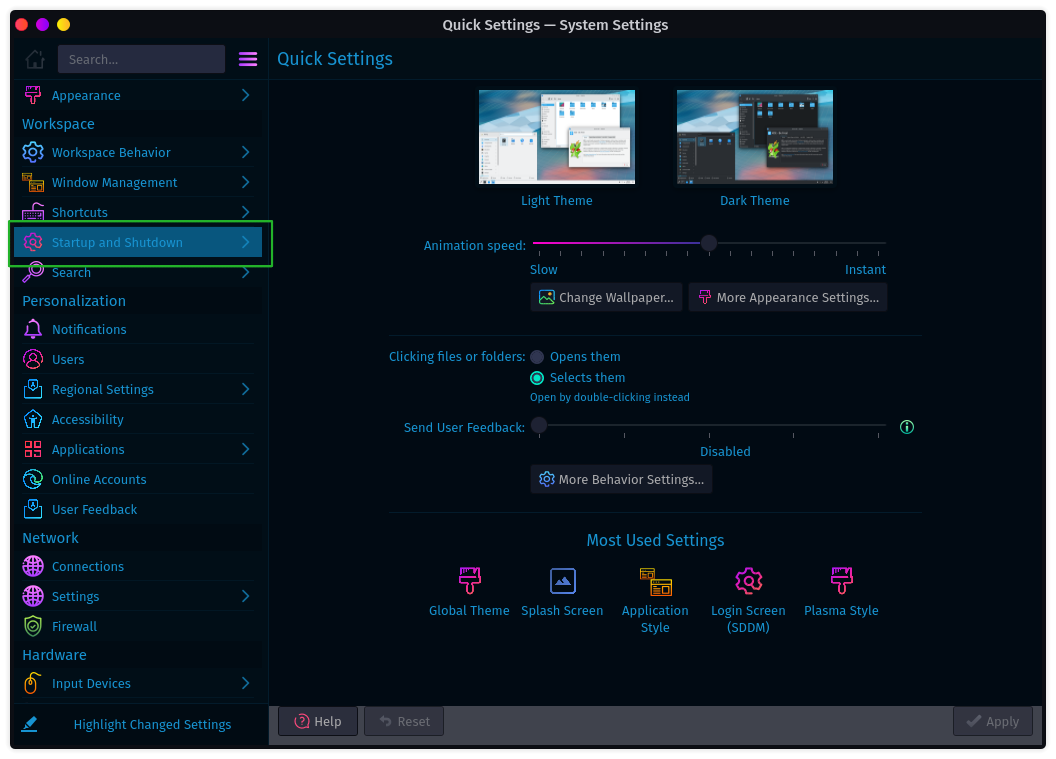 Quick Settings — System Settings
Search...
Appearance
Workspace
Workspace Behavior
Window Management
Shortcuts
Startup and Shutdown
Search
Personalization
Notifications
Users
Regional Settings
Accessibility
Applications
Online Accounts
User Feedback
Network
Connections
Settings
Firewall
Hardware
Input Devices
Highlight Changed Settings
Quick Settings
Light Theme
Dark Theme
Animation speed:
Slow
Instant
Change Wallpaper...
More Appearance Settings...
Clicking files or folders:
Opens them
Selects them
Open by double-clicking instead
Send User Feedback:
Disabled
More Behavior Settings...
Most Used Settings
Global Theme
Splash Screen
Application
Style
Login Screen
(SDDM)
Plasma Style
Help
Reset
Apply